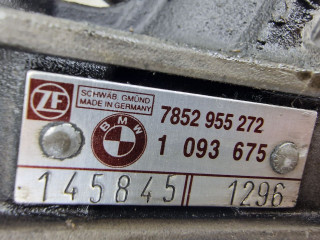 ZF
SCHWÄB. GMÜND
MADE IN GERMANY
BMW
7852 955 272
1 093 675
145845 1296